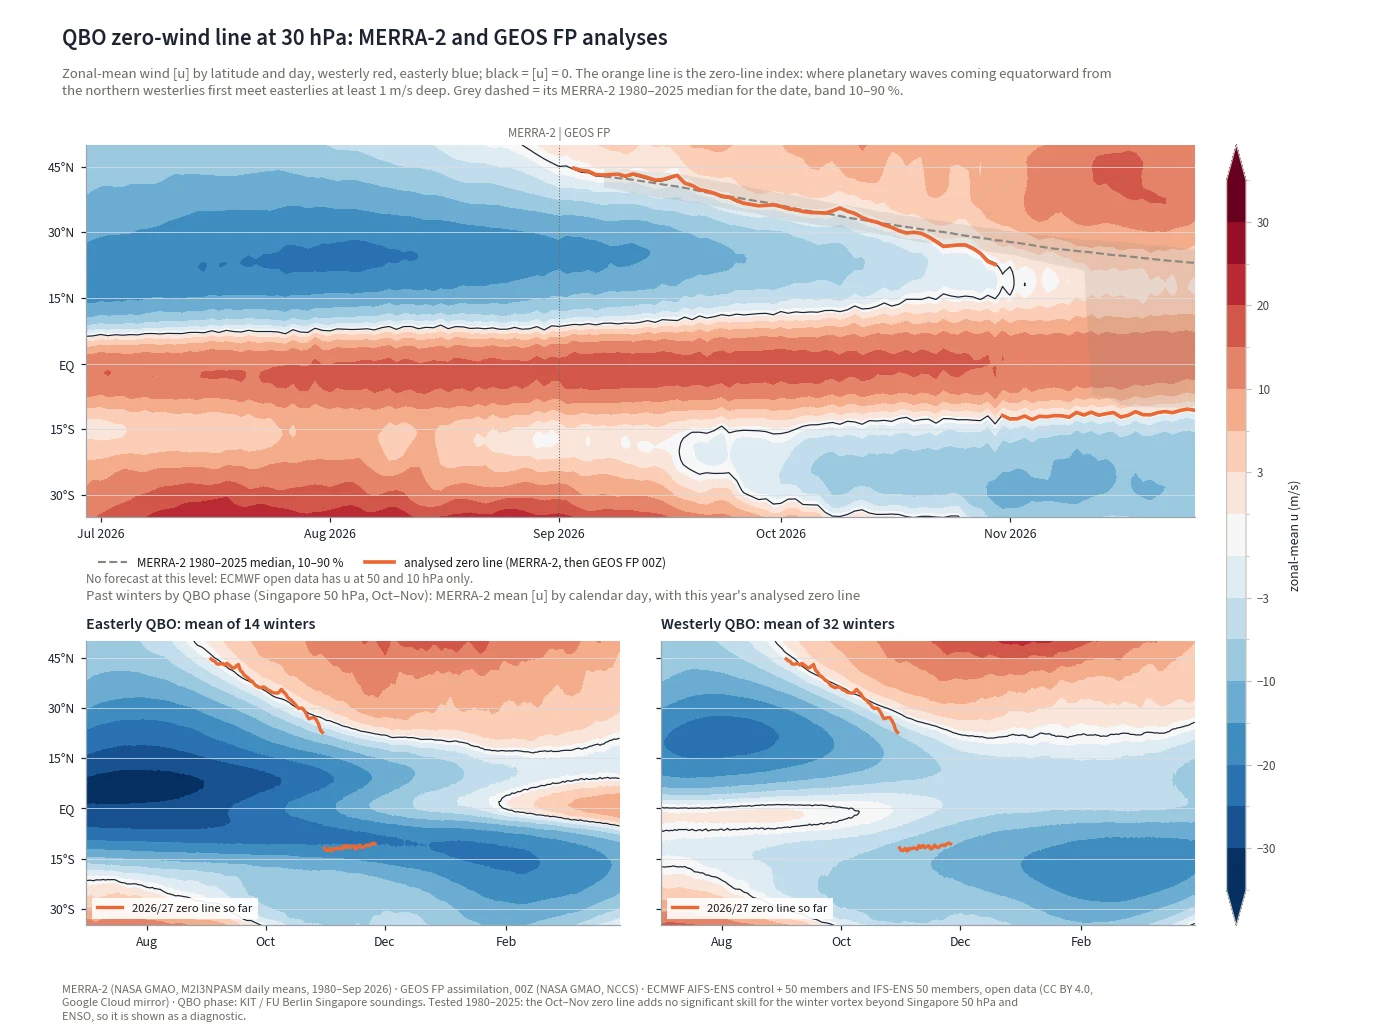 QBO zero-wind line at 30 hPa: MERRA-2 and GEOS FP analyses
Zonal-mean wind [u] by latitude and day, westerly red, easterly blue; black = [u] = 0. The orange line is the zero-line index: where planetary waves coming equatorward from
the northern westerlies first meet easterlies at least 1 m/s deep. Grey dashed = its MERRA-2 1980–2025 median for the date, band 10–90 %.
MERRA-2 | GEOS FP
45°N
30°N
15°N
EQ
15°S
30°S
Jul 2026
Aug 2026
Sep 2026
Oct 2026
Nov 2026
30
20
10
3
−3
−10
−20
−30
zonal-mean u (m/s)
MERRA-2 1980–2025 median, 10–90 %
analysed zero line (MERRA-2, then GEOS FP 00Z)
No forecast at this level: ECMWF open data has u at 50 and 10 hPa only.
Past winters by QBO phase (Singapore 50 hPa, Oct–Nov): MERRA-2 mean [u] by calendar day, with this year's analysed zero line
Easterly QBO: mean of 14 winters
45°N
30°N
15°N
EQ
15°S
30°S
2026/27 zero line so far
Aug
Oct
Dec
Feb
Westerly QBO: mean of 32 winters
2026/27 zero line so far
Aug
Oct
Dec
Feb
MERRA-2 (NASA GMAO, M2I3NPASM daily means, 1980–Sep 2026) · GEOS FP assimilation, 00Z (NASA GMAO, NCCS) · ECMWF AIFS-ENS control + 50 members and IFS-ENS 50 members, open data (CC BY 4.0,
Google Cloud mirror) · QBO phase: KIT / FU Berlin Singapore soundings. Tested 1980–2025: the Oct–Nov zero line adds no significant skill for the winter vortex beyond Singapore 50 hPa and
ENSO, so it is shown as a diagnostic.